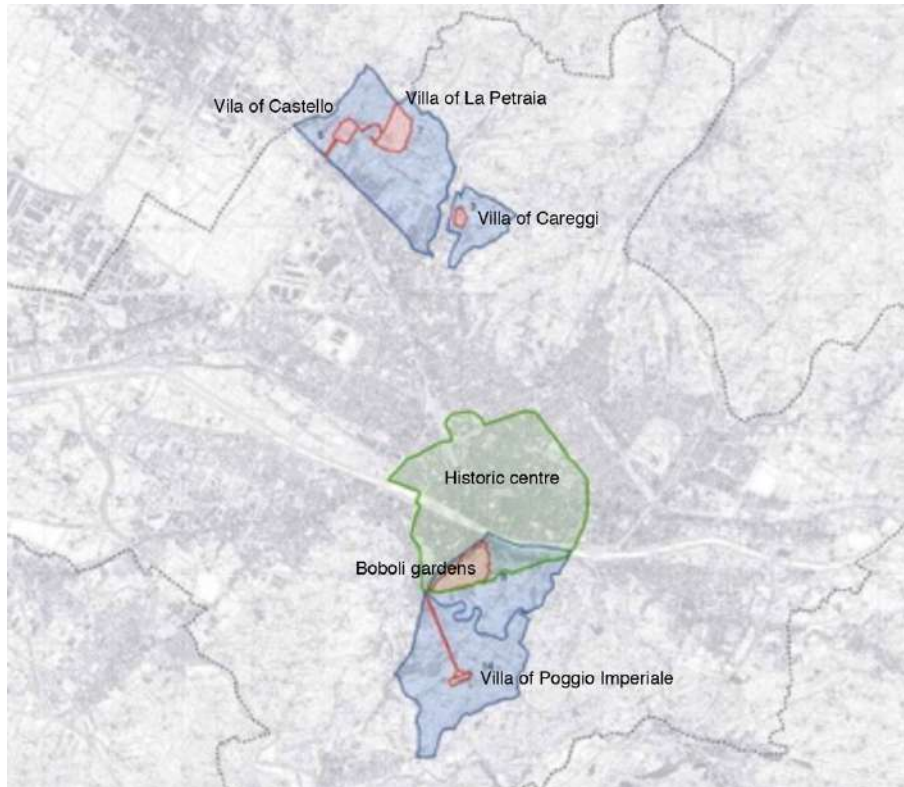 Villa of La Petraia
Vila of Castello
Villa of Careggi
Historic centre
Boboli gardens
Villa of Poggio Imperiale